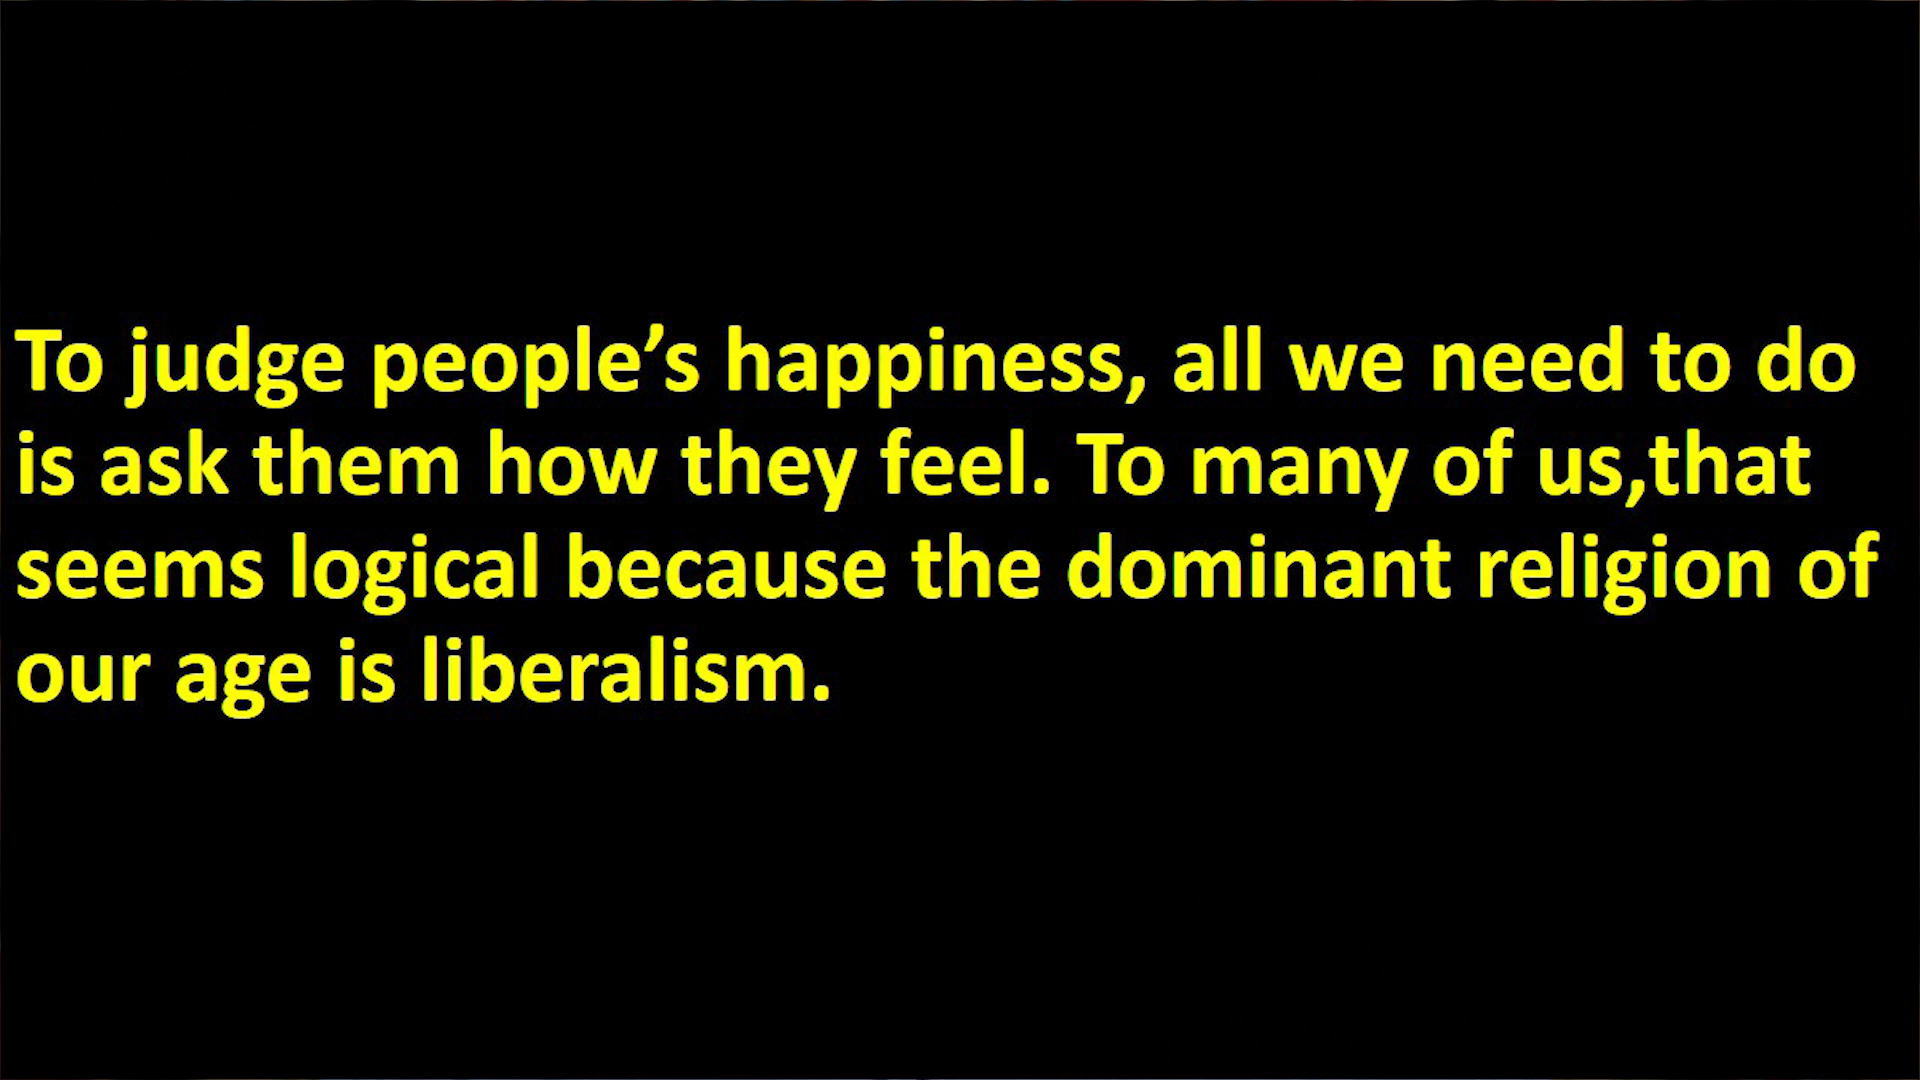 To judge people’s happiness, all we need to do
is ask them how they feel. To many of us,that
seems logical because the dominant religion of
our age is liberalism.